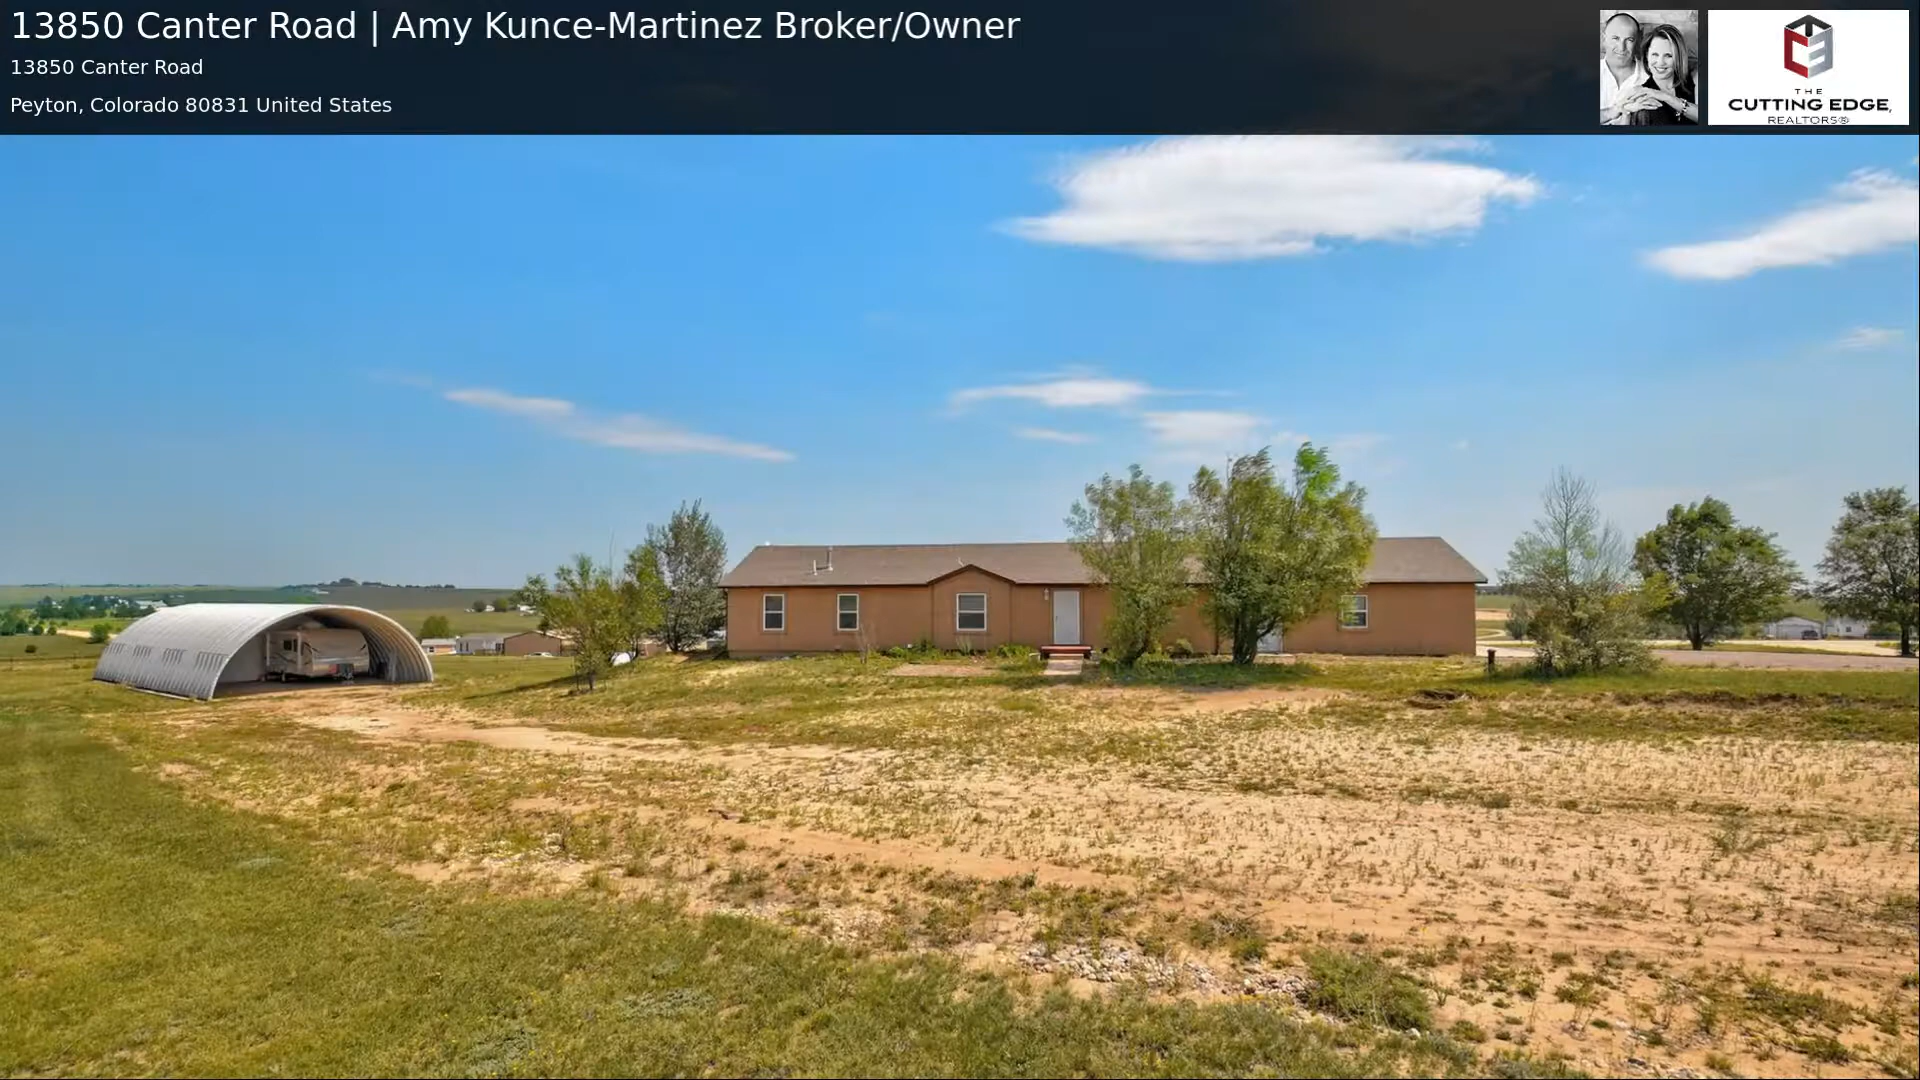 13850 Canter Road | Amy Kunce-Martinez Broker/Owner
13850 Canter Road
Peyton, Colorado 80831 United States
THE
CUTTING EDGE,
REALTORS®